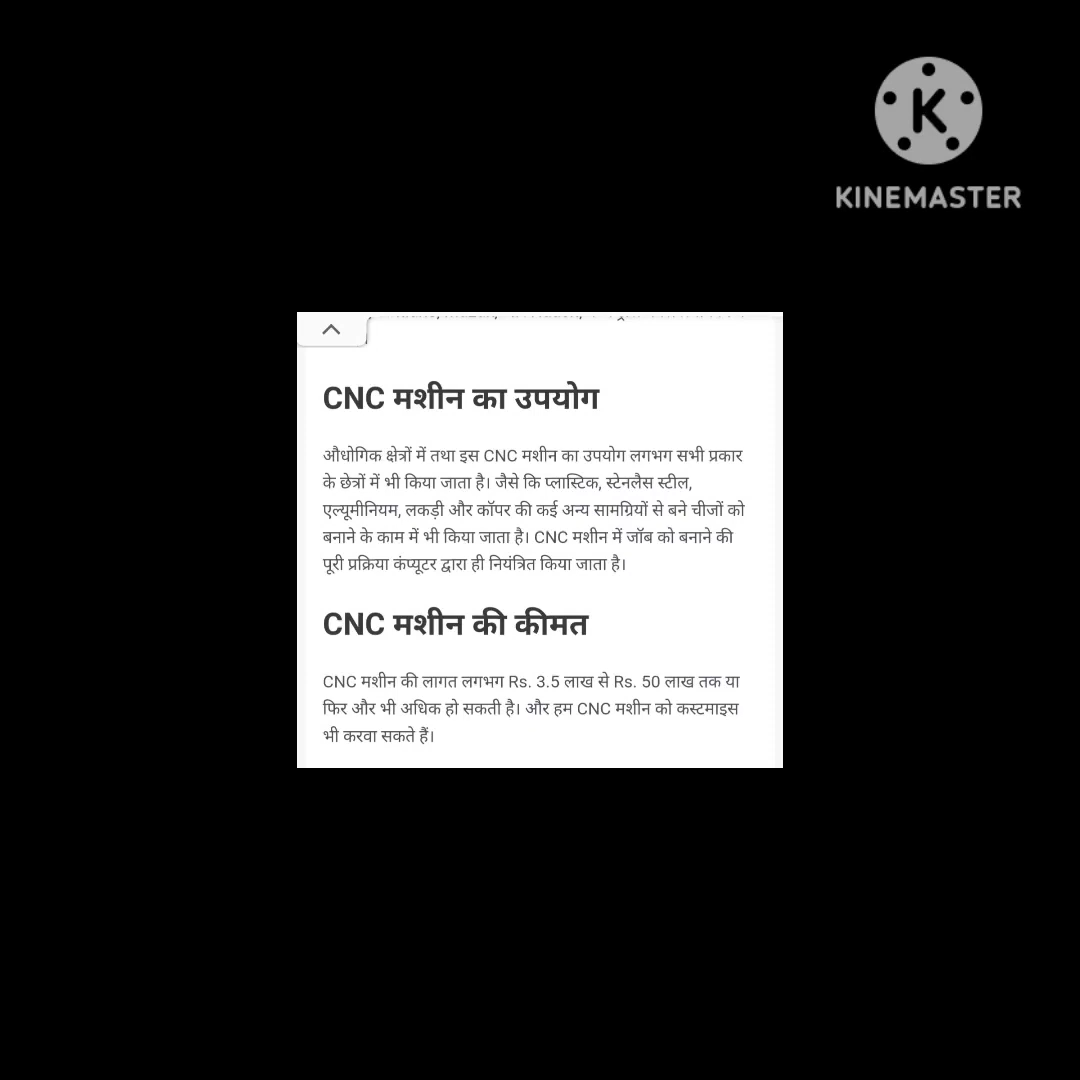 KINEMASTER
CNC मशीन का उपयोग
औधोगिक क्षेत्रों में तथा इस CNC मशीन का उपयोग लगभग सभी प्रकार
के छेत्रों में भी किया जाता है। जैसे कि प्लास्टिक, स्टेनलैस स्टील,
एल्यूमीनियम, लकड़ी और कॉपर की कई अन्य सामग्रियों से बने चीजों को
बनाने के काम में भी किया जाता है। CNC मशीन में जॉब को बनाने की
पूरी प्रक्रिया कंप्यूटर द्वारा ही नियंत्रित किया जाता है।
CNC मशीन की कीमत
CNC मशीन की लागत लगभग Rs. 3.5 लाख से Rs. 50 लाख तक या
फिर और भी अधिक हो सकती है। और हम CNC मशीन को कस्टमाइस
भी करवा सकते हैं।